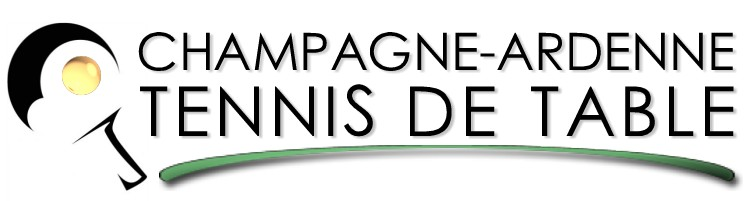 CHAMPAGNE-ARDENNE
TENNIS DE TABLE